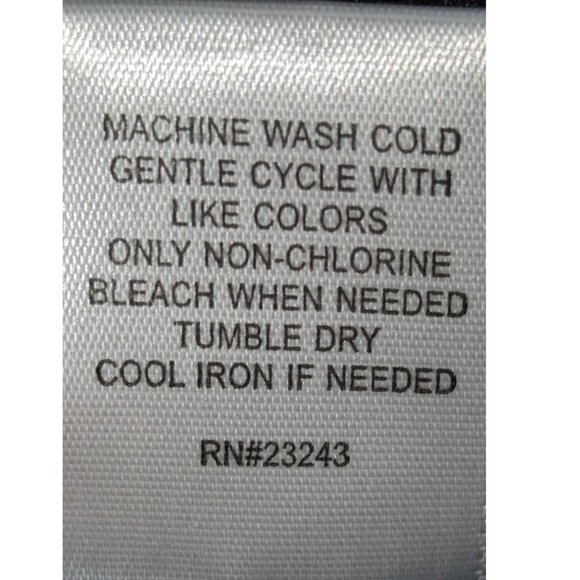 MACHINE WASH COLD
GENTLE CYCLE WITH
LIKE COLORS
ONLY NON-CHLORINE
BLEACH WHEN NEEDED
TUMBLE DRY
COOL IRON IF NEEDED
RN#23243